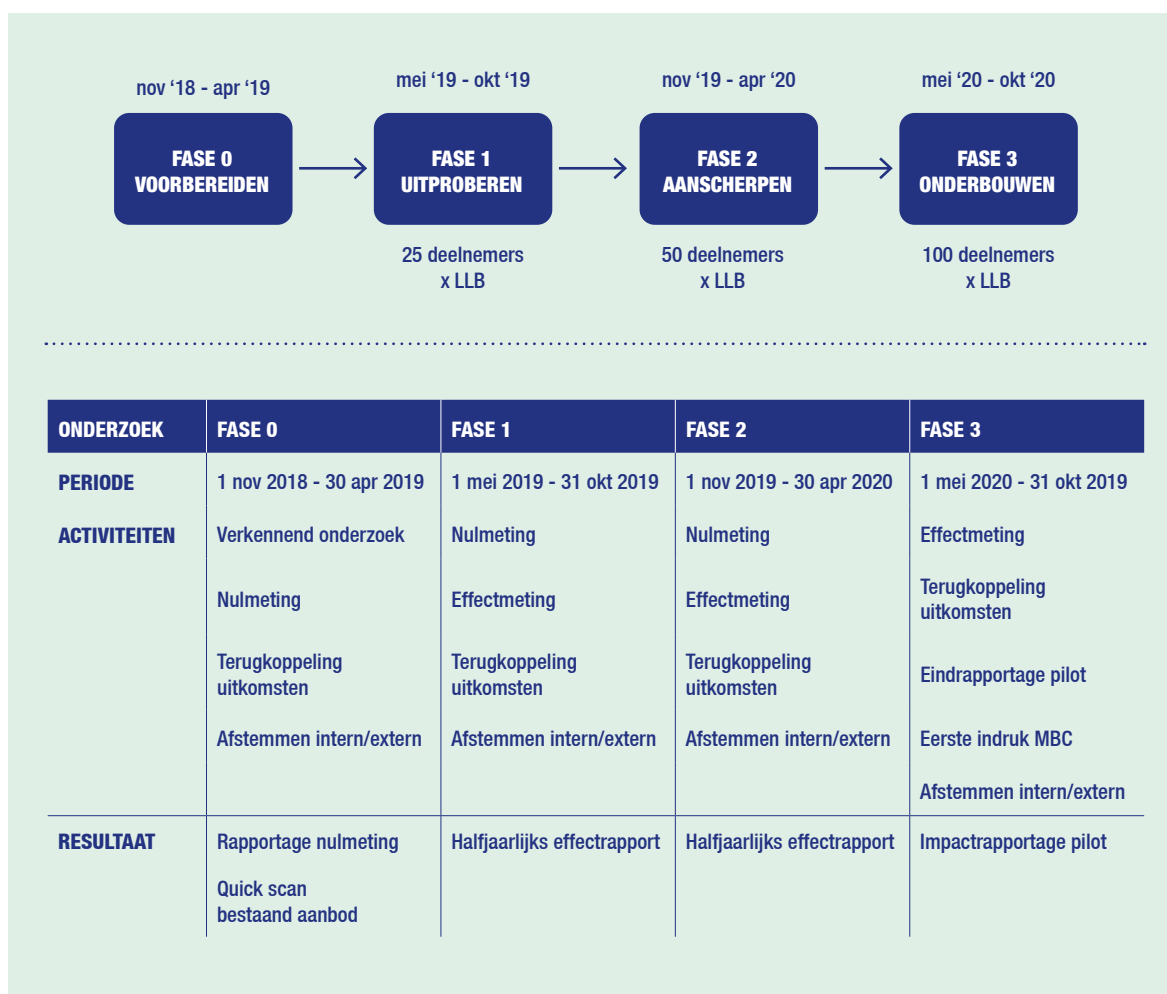 nov ‘18 - apr ‘19
mei ‘19 - okt ‘19
nov ‘19 - apr ‘20
mei ‘20 - okt ‘20
FASE 0
VOORBEREIDEN
FASE 1
UITPROBEREN
FASE 2
AANSCHERPEN
FASE 3
ONDERBOUWEN
25 deelnemers
x LLB
50 deelnemers
x LLB
100 deelnemers
x LLB
ONDERZOEK FASE 0 FASE 1 FASE 2 FASE 3
PERIODE 1 nov 2018 - 30 apr 2019 1 mei 2019 - 31 okt 2019 1 nov 2019 - 30 apr 2020 1 mei 2020 - 31 okt 2019
ACTIVITEITEN Verkennend onderzoek Nulmeting Nulmeting Effectmeting
Nulmeting Effectmeting Effectmeting
Terugkoppeling
uitkomsten
Terugkoppeling
uitkomsten
Terugkoppeling
uitkomsten
Terugkoppeling
uitkomsten
Eindrapportage pilot
Afstemmen intern/extern Afstemmen intern/extern Afstemmen intern/extern Eerste indruk MBC
Afstemmen intern/extern
RESULTAAT Rapportage nulmeting Halfjaarlijks effectrapport Halfjaarlijks effectrapport Impactrapportage pilot
Quick scan
bestaand aanbod